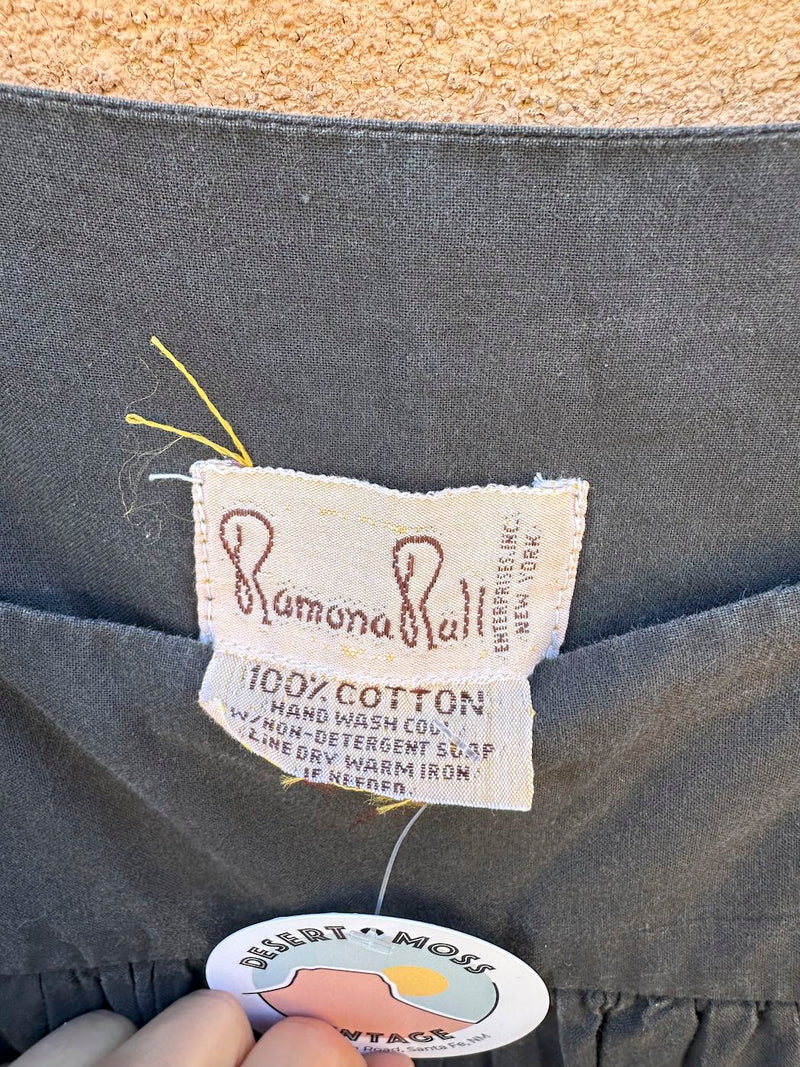 Ramona Rull
ENTERPRISES, INC.
NEW YORK
100% COTTON
HAND WASH COOL
W/NON-DETERGENT SOAP
LINE DRY WARM IRON
IF NEEDED.
DESERT MOSS
VINTAGE
Road, Santa Fe, NM